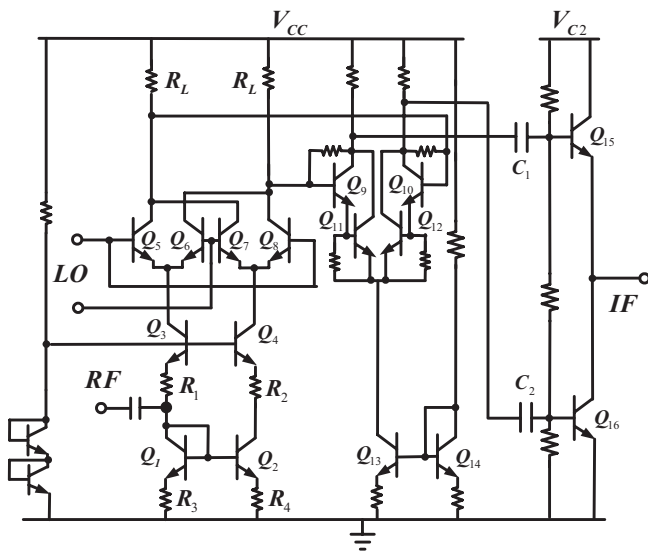 V_CC V_C2
R_L R_L
Q_15
C_1
Q_9 Q_10
Q_11 Q_12
Q_5 Q_6 Q_7 Q_8
LO
IF
Q_3 Q_4
RF R_1 R_2
C_2
Q_16
Q_1 Q_2 Q_13 Q_14
R_3 R_4